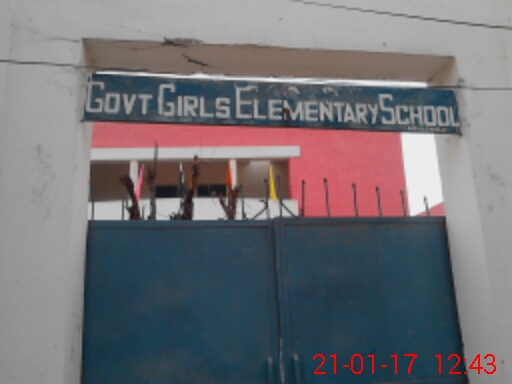 GOVT GIRLS ELEMENTARY SCHOOL
21-01-17 12:43